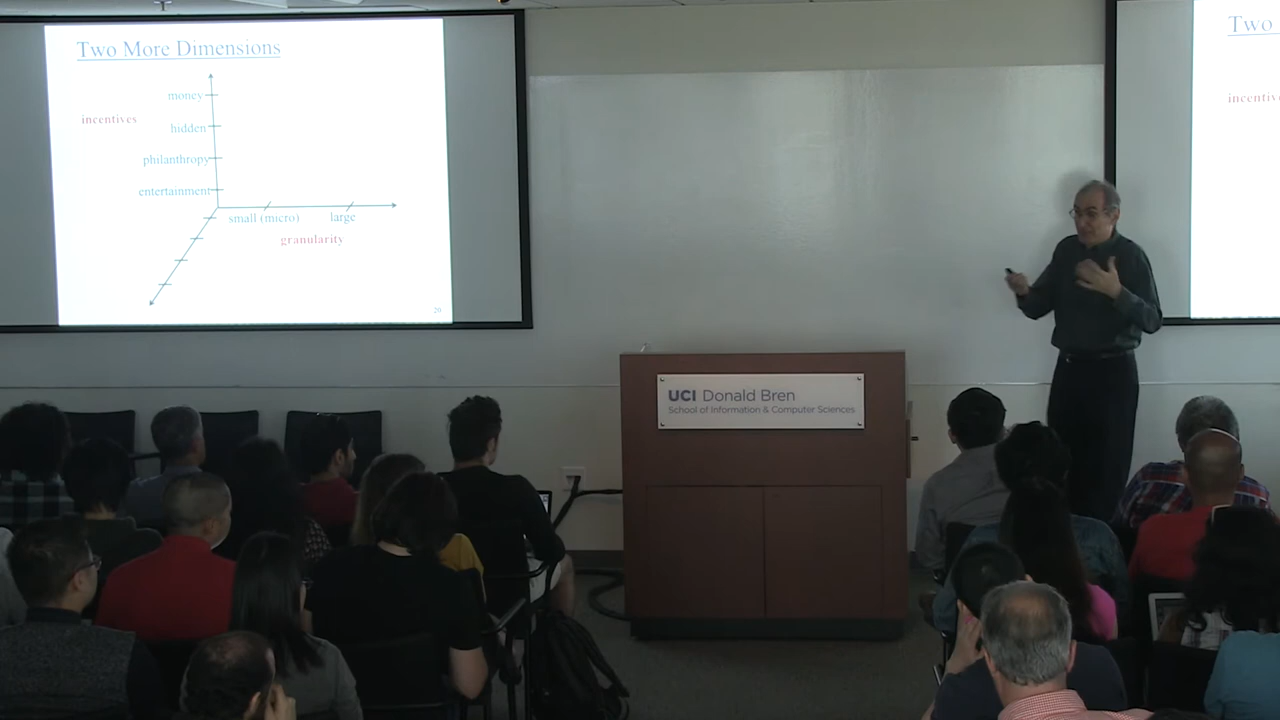 Two More Dimensions
money
incentives
hidden
philanthropy
entertainment
small (micro) large
granularity
20
UCI Donald Bren
School of Information & Computer Sciences
Two